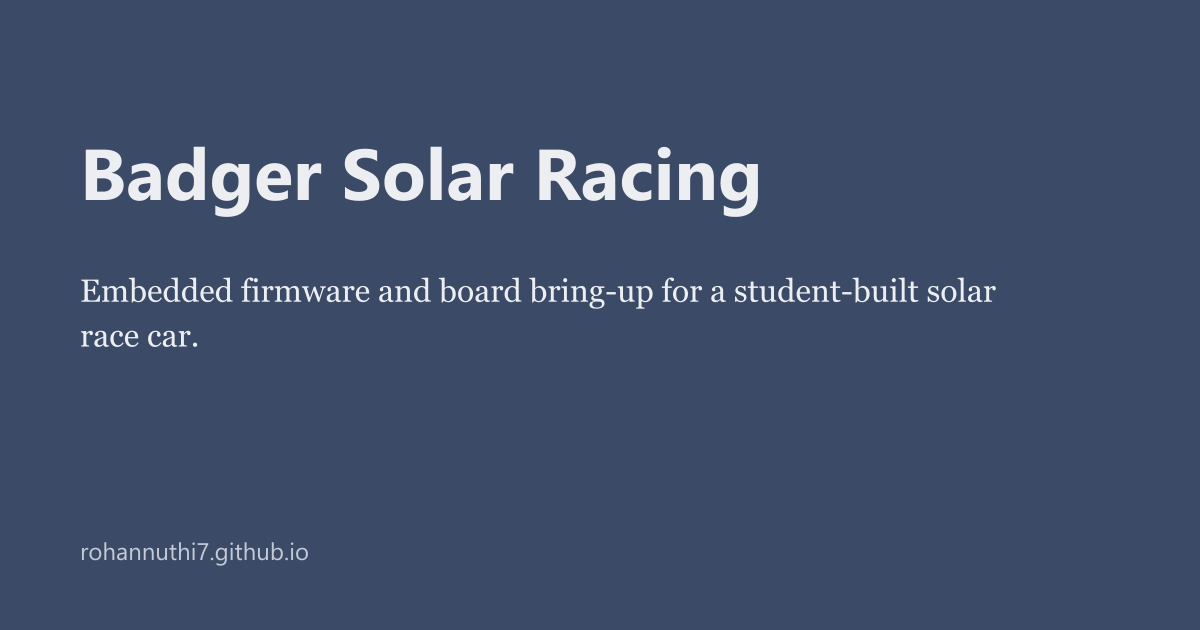 Badger Solar Racing
Embedded firmware and board bring-up for a student-built solar
race car.
rohannuthi7.github.io